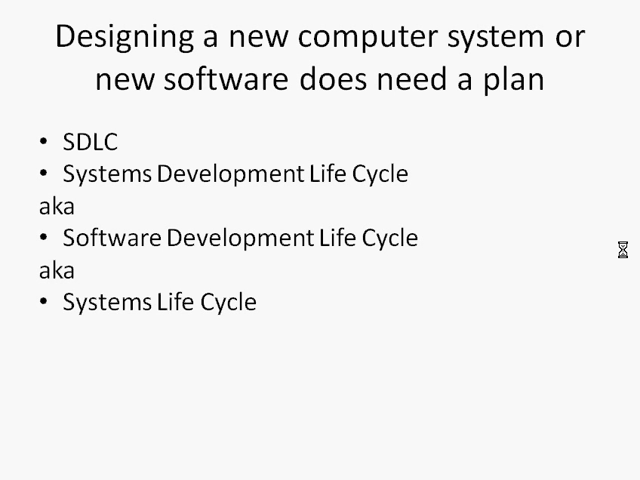 Designing a new computer system or
new software does need a plan
• SDLC
• Systems Development Life Cycle
aka
• Software Development Life Cycle
aka
• Systems Life Cycle